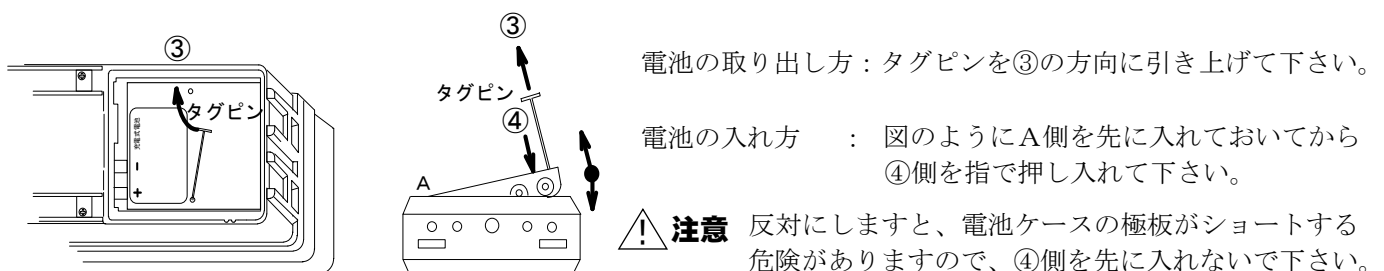 ③
タグピン
充電式電池
－
＋
③
タグピン
④
A
電池の取り出し方：タグピンを③の方向に引き上げて下さい。
電池の入れ方　　：　図のようにＡ側を先に入れておいてから
④側を指で押し入れて下さい。
注意　反対にしますと、電池ケースの極板がショートする
危険がありますので、④側を先に入れないで下さい。